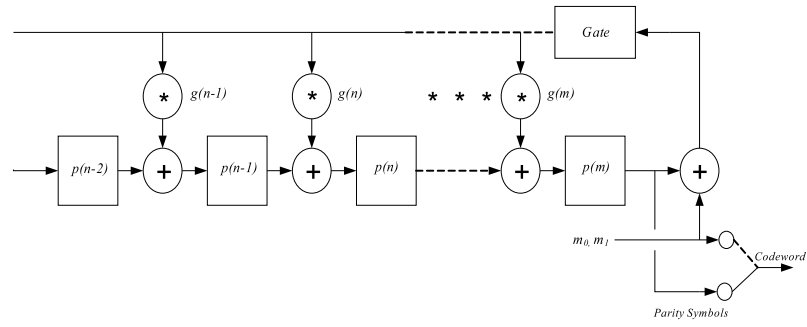 Gate
* g(n-1) * g(n) * * * * g(m)
p(n-2) + p(n-1) + p(n) + p(m) +
m0, m1
Codeword
Parity Symbols